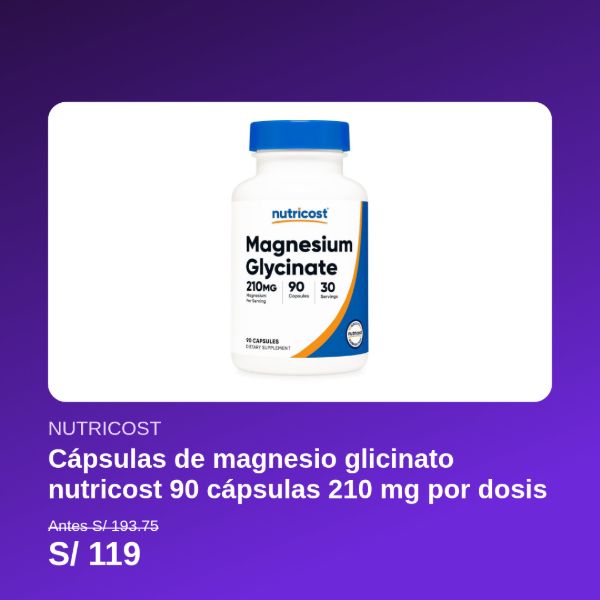 nutricost
Magnesium
Glycinate
210MG 90 30
Magnesium Capsules Servings
Per Serving
90 CAPSULES
DIETARY SUPPLEMENT
nutricost
NUTRICOST
Cápsulas de magnesio glicinato
nutricost 90 cápsulas 210 mg por dosis
Antes S/ 193.75
S/ 119